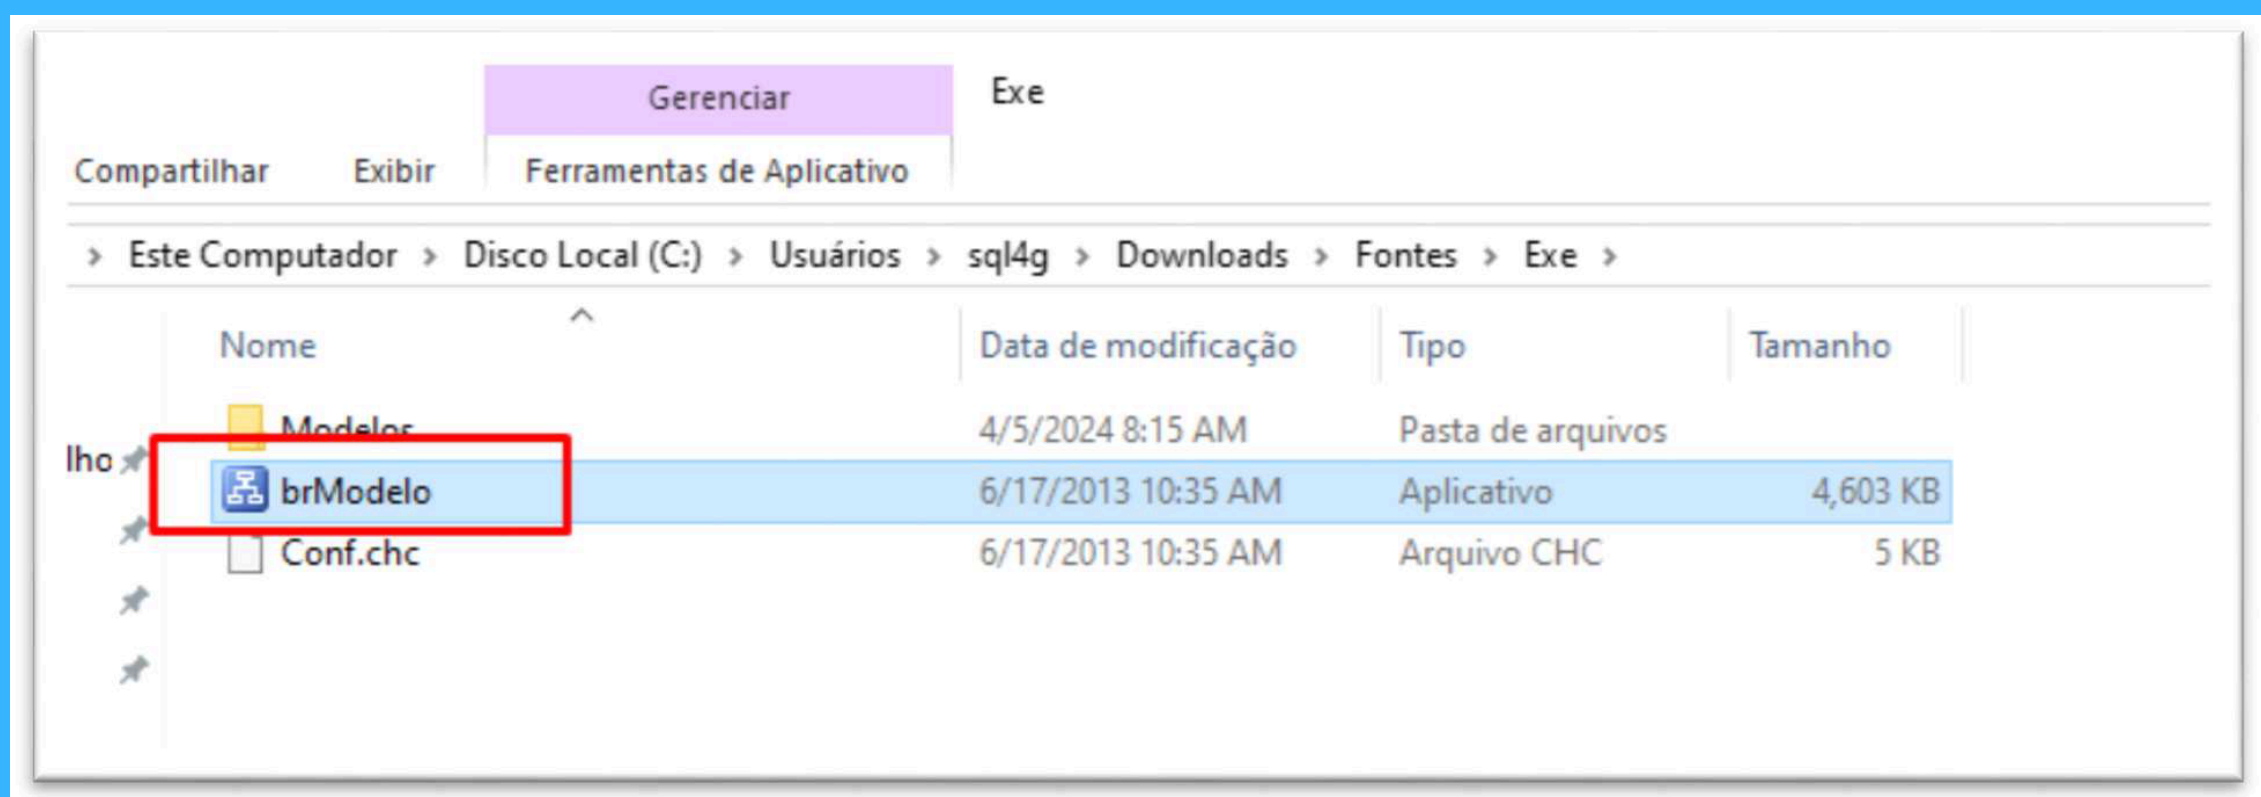 Gerenciar Exe
Compartilhar Exibir Ferramentas de Aplicativo
> Este Computador > Disco Local (C:) > Usuários > sql4g > Downloads > Fontes > Exe >
Nome Data de modificação Tipo Tamanho
Modelos 4/5/2024 8:15 AM Pasta de arquivos
lho
brModelo 6/17/2013 10:35 AM Aplicativo 4,603 KB
Conf.chc 6/17/2013 10:35 AM Arquivo CHC 5 KB